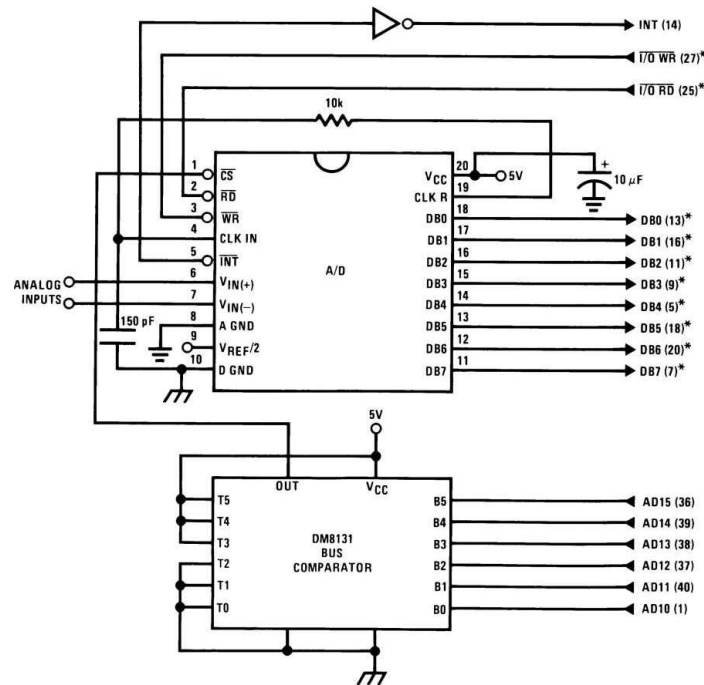 INT (14)
I/O WR (27)*
I/O RD (25)*
10k
1
CS
2
RD
3
WR
4
CLK IN
5
INT
6
VIN(+)
7
VIN(−)
8
A GND
9
VREF/2
10
D GND
ANALOG
INPUTS
150 pF
A/D
VCC
20
5V
+
10 µF
CLK R
19
DB0
18
DB0 (13)*
DB1
17
DB1 (16)*
DB2
16
DB2 (11)*
DB3
15
DB3 (9)*
DB4
14
DB4 (5)*
DB5
13
DB5 (18)*
DB6
12
DB6 (20)*
DB7
11
DB7 (7)*
5V
OUT
VCC
T5
T4
T3
T2
T1
T0
DM8131
BUS
COMPARATOR
B5
AD15 (36)
B4
AD14 (39)
B3
AD13 (38)
B2
AD12 (37)
B1
AD11 (40)
B0
AD10 (1)